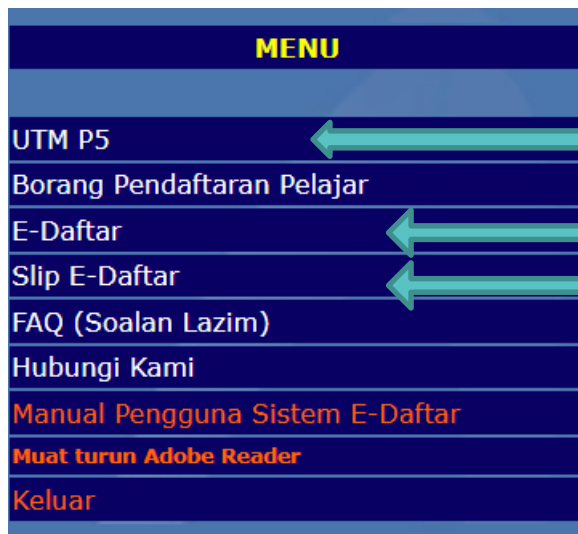 MENU
UTM P5
Borang Pendaftaran Pelajar
E-Daftar
Slip E-Daftar
FAQ (Soalan Lazim)
Hubungi Kami
Manual Pengguna Sistem E-Daftar
Muat turun Adobe Reader
Keluar